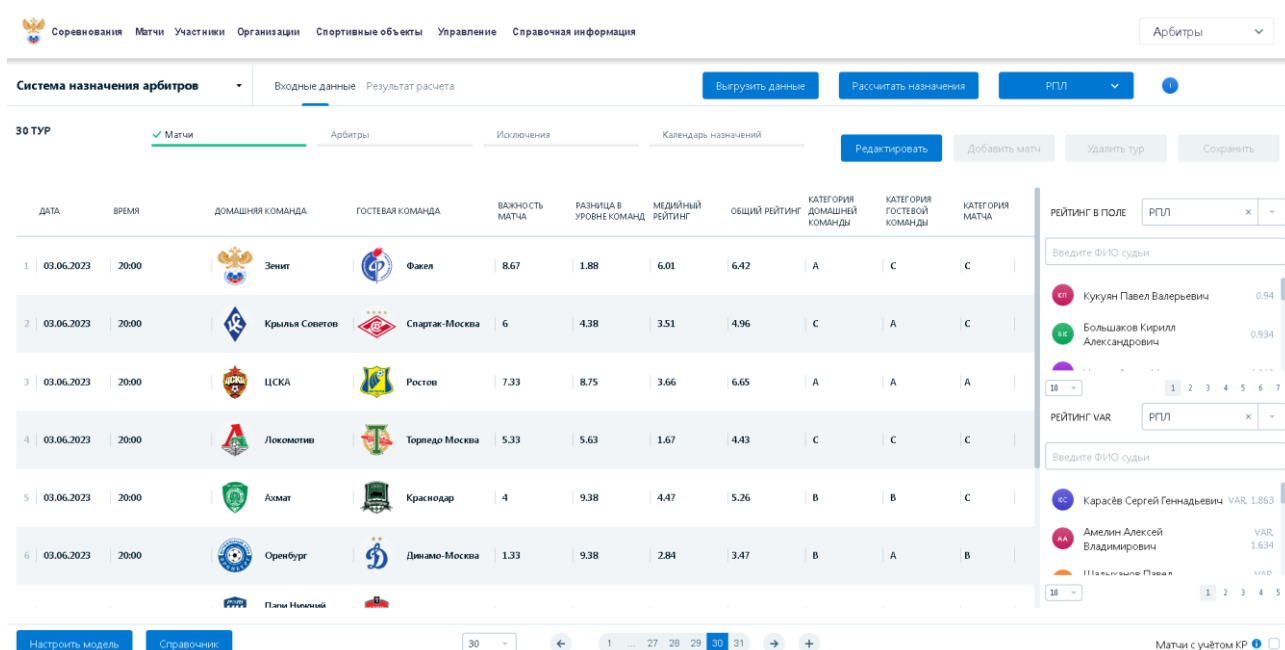 Соревнования Матчи Участники Организации Спортивные объекты Управление Справочная информация
Арбитры
Система назначения арбитров
Входные данные Результат расчета
Выгрузить данные
Рассчитать назначения
РПЛ
30 ТУР
Матчи
Арбитры
Исключения
Календарь назначений
Редактировать
Добавить матч
Удалить тур
Сохранить
ДАТА ВРЕМЯ ДОМАШНЯЯ КОМАНДА ГОСТЕВАЯ КОМАНДА ВАЖНОСТЬ МАТЧА РАЗНИЦА В УРОВНЕ КОМАНД МЕДИЙНЫЙ РЕЙТИНГ ОБЩИЙ РЕЙТИНГ КАТЕГОРИЯ ДОМАШНЕЙ КОМАНДЫ КАТЕГОРИЯ ГОСТЕВОЙ КОМАНДЫ КАТЕГОРИЯ МАТЧА
1 03.06.2023 20:00 Зенит Факел 8.67 1.88 6.01 6.42 A C C
2 03.06.2023 20:00 Крылья Советов Спартак-Москва 6 4.38 3.51 4.96 C A C
3 03.06.2023 20:00 ЦСКА Ростов 7.33 8.75 3.66 6.65 A A A
4 03.06.2023 20:00 Локомотив Торпедо Москва 5.33 5.63 1.67 4.43 C C C
5 03.06.2023 20:00 Ахмат Краснодар 4 9.38 4.47 5.26 B B C
6 03.06.2023 20:00 Оренбург Динамо-Москва 1.33 9.38 2.84 3.47 B A B
Пари Нижний
РЕЙТИНГ В ПОЛЕ РПЛ
Введите ФИО судьи
КП Кукуян Павел Валерьевич 0.94
БК Большаков Кирилл Александрович 0.934
10 1 2 3 4 5 6 7
РЕЙТИНГ VAR РПЛ
Введите ФИО судьи
КС Карасёв Сергей Геннадьевич VAR, 1.863
АА Амелин Алексей Владимирович VAR, 1.634
Шадыханов Павел VAR,
10 1 2 3 4 5
Настроить модель
Справочник
30
1 ... 27 28 29 30 31
Матчи с учётом КР